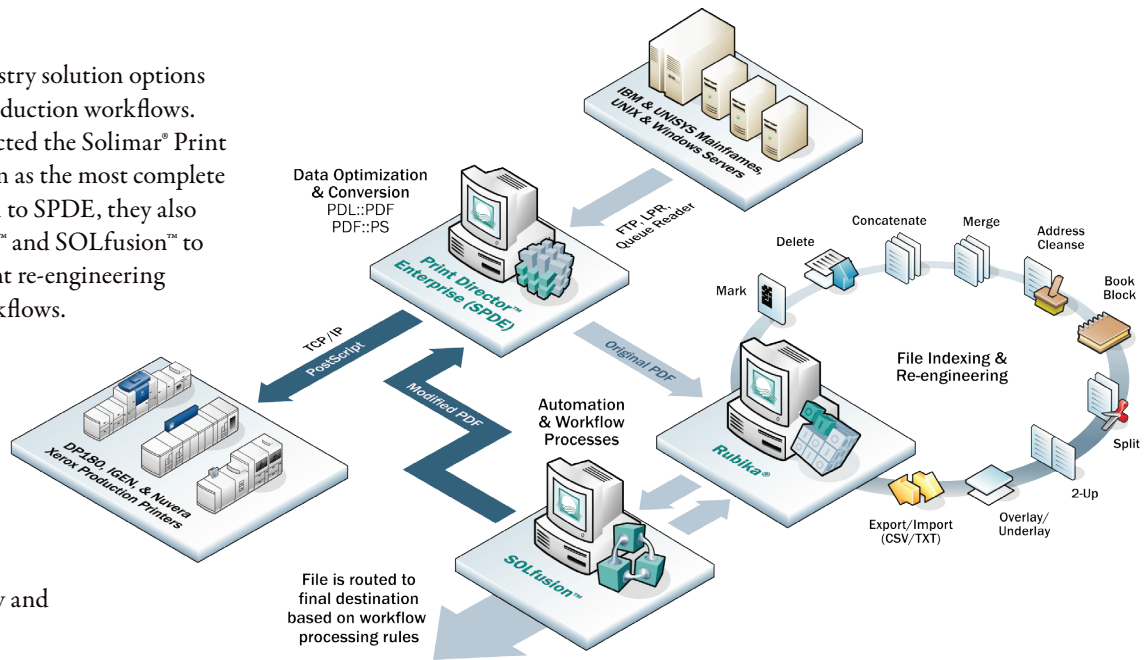 stry solution options
oduction workflows.
cted the Solimar® Print
n as the most complete
n to SPDE, they also
™ and SOLfusion™ to
nt re-engineering
kflows.
y and
IBM & UNISYS Mainframes,
UNIX & Windows Servers
Data Optimization
& Conversion
PDL::PDF
PDF::PS
FTP, LPR,
Queue Reader
Print Director™
Enterprise (SPDE)
TCP/IP
PostScript
Modified PDF
Original PDF
DP180, iGEN, & Nuvera
Xerox Production Printers
Automation
& Workflow
Processes
Rubika®
SOLfusion™
File is routed to
final destination
based on workflow
processing rules
File Indexing &
Re-engineering
Mark
Delete
Concatenate
Merge
Address
Cleanse
Book
Block
Split
2-Up
Overlay/
Underlay
Export/Import
(CSV/TXT)